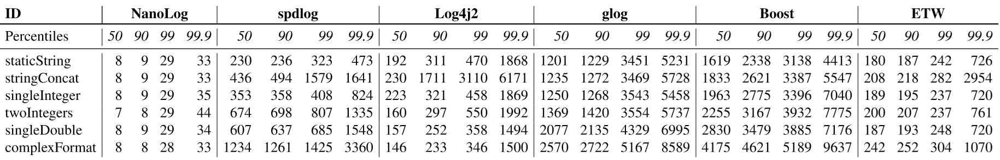 ID NanoLog spdlog Log4j2 glog Boost ETW
Percentiles 50 90 99 99.9 50 90 99 99.9 50 90 99 99.9 50 90 99 99.9 50 90 99 99.9 50 90 99 99.9
staticString 8 9 29 33 230 236 323 473 192 311 470 1868 1201 1229 3451 5231 1619 2338 3138 4413 180 187 242 726
stringConcat 8 9 29 33 436 494 1579 1641 230 1711 3110 6171 1235 1272 3469 5728 1833 2621 3387 5547 208 218 282 2954
singleInteger 8 9 29 35 353 358 408 824 223 321 458 1869 1250 1268 3543 5458 1963 2775 3396 7040 189 195 237 720
twoIntegers 7 8 29 44 674 698 807 1335 160 297 550 1992 1369 1420 3554 5737 2255 3167 3932 7775 200 207 237 761
singleDouble 8 9 29 34 607 637 685 1548 157 252 358 1494 2077 2135 4329 6995 2830 3479 3885 7176 187 193 248 720
complexFormat 8 8 28 33 1234 1261 1425 3360 146 233 346 1500 2570 2722 5167 8589 4175 4621 5189 9637 242 252 304 1070